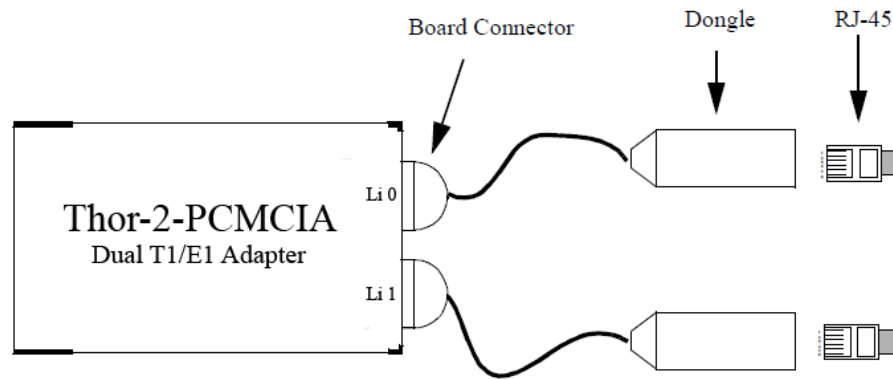 Board Connector
Dongle
RJ-45
Li 0
Thor-2-PCMCIA
Dual T1/E1 Adapter
Li 1